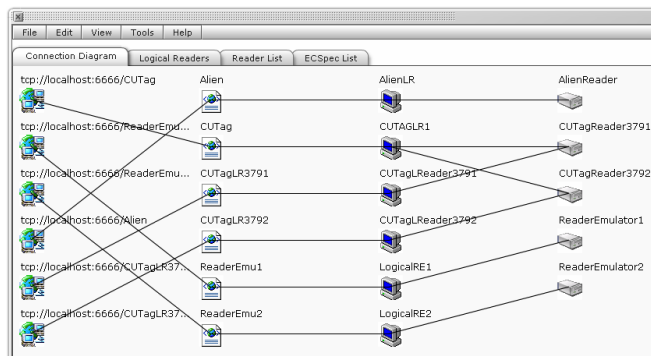 File Edit View Tools Help
Connection Diagram Logical Readers Reader List ECSpec List
tcp://localhost:6666/CUTag Alien AlienLR AlienReader
tcp://localhost:6666/ReaderEmu... CUTag CUTAGLR1 CUTagReader3791
tcp://localhost:6666/ReaderEmu... CUTagLR3791 CUTagLReader3791 CUTagReader3792
tcp://localhost:6666/Alien CUTagLR3792 CUTagLReader3792 ReaderEmulator1
tcp://localhost:6666/CUTagLR37... ReaderEmu1 LogicalRE1 ReaderEmulator2
tcp://localhost:6666/CUTagLR37... ReaderEmu2 LogicalRE2